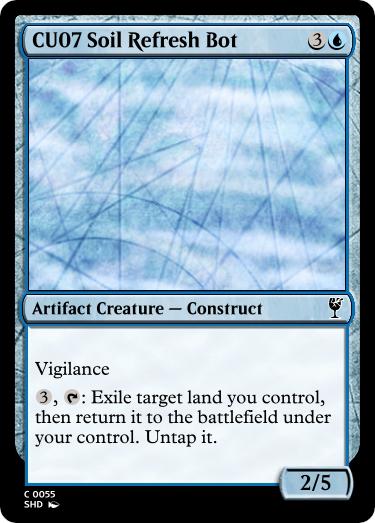 CU07 Soil Refresh Bot 3
Artifact Creature — Construct
Vigilance
3, : Exile target land you control,
then return it to the battlefield under
your control. Untap it.
2/5
C 0055
SHD